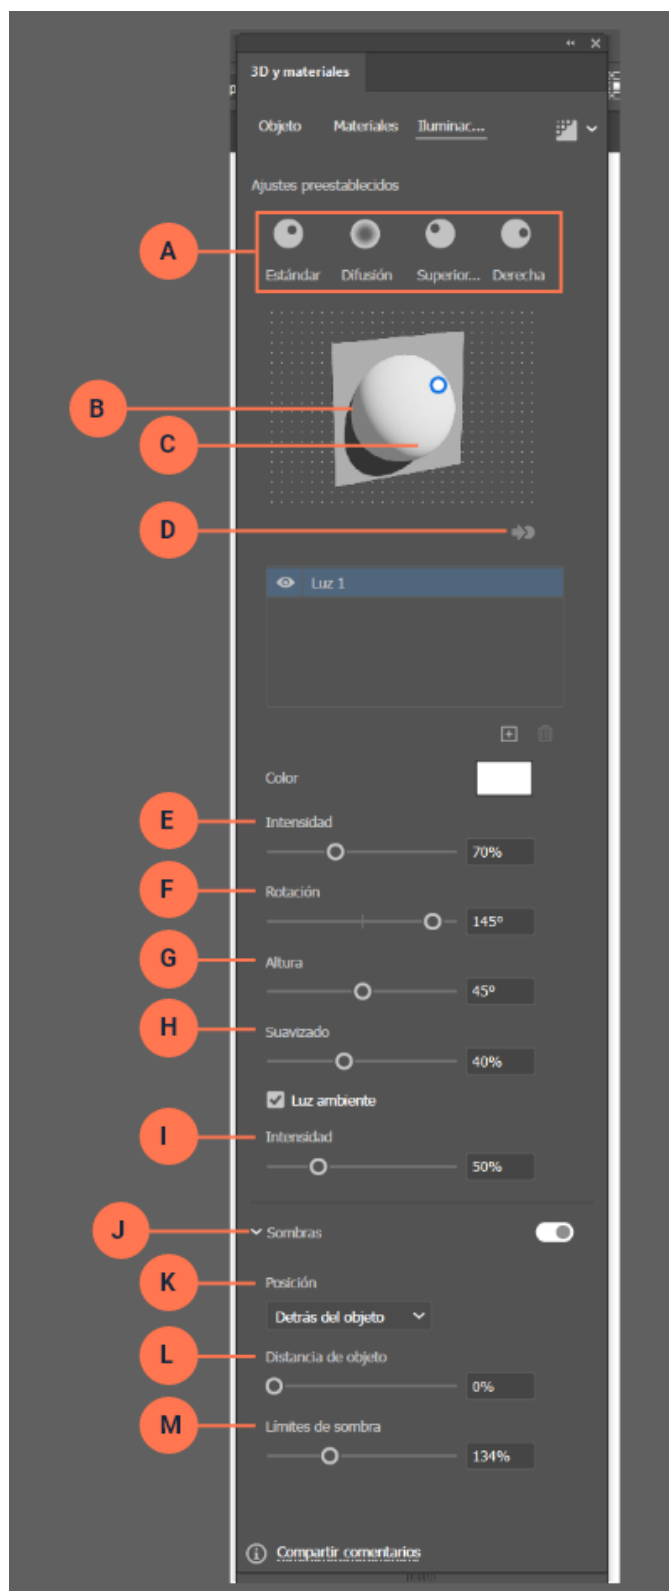 3D y materiales
Objeto Materiales Iluminac...
Ajustes preestablecidos
A
Estándar Difusión Superior... Derecha
B
C
D
Luz 1
Color
E Intensidad
70%
F Rotación
145º
G Altura
45º
H Suavizado
40%
Luz ambiente
I Intensidad
50%
J Sombras
K Posición
Detrás del objeto
L Distancia de objeto
0%
M Límites de sombra
134%
Compartir comentarios